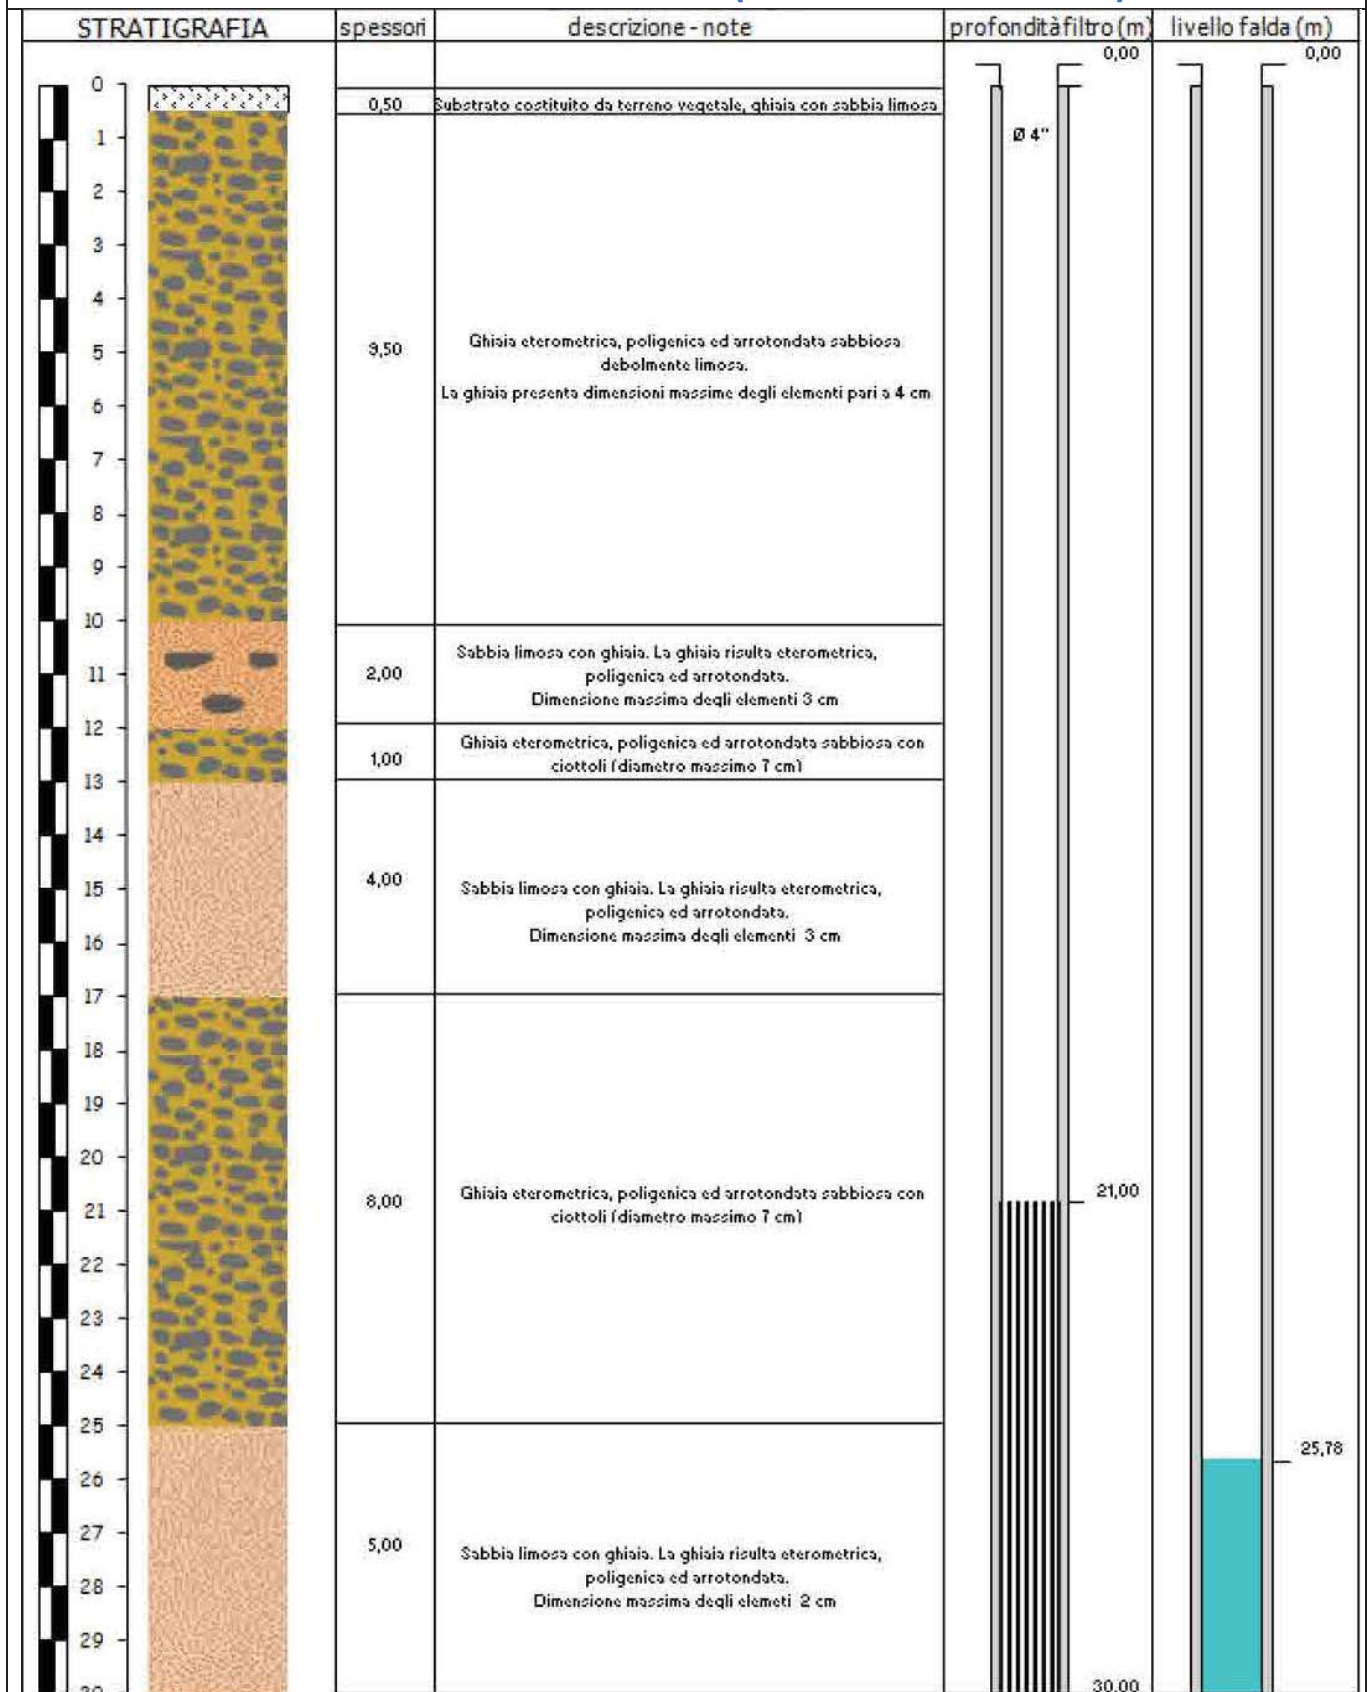 STRATIGRAFIA
spessori
descrizione - note
profondità filtro (m)
livello falda (m)
0,00
0,00
0
0,50
Substrato costituito da terreno vegetale, ghiaia con sabbia limosa
Ø 4"
1
2
3
4
5
6
7
8
9
10
9,50
Ghiaia eterometrica, poligenica ed arrotondata sabbiosa
debolmente limosa.
La ghiaia presenta dimensioni massime degli elementi pari a 4 cm
11
12
2,00
Sabbia limosa con ghiaia. La ghiaia risulta eterometrica,
poligenica ed arrotondata.
Dimensione massima degli elementi 3 cm
13
1,00
Ghiaia eterometrica, poligenica ed arrotondata sabbiosa con
ciottoli (diametro massimo 7 cm)
14
15
16
17
4,00
Sabbia limosa con ghiaia. La ghiaia risulta eterometrica,
poligenica ed arrotondata.
Dimensione massima degli elementi 3 cm
18
19
20
21
22
23
24
25
8,00
Ghiaia eterometrica, poligenica ed arrotondata sabbiosa con
ciottoli (diametro massimo 7 cm)
21,00
25,78
26
27
28
29
5,00
Sabbia limosa con ghiaia. La ghiaia risulta eterometrica,
poligenica ed arrotondata.
Dimensione massima degli elemeti 2 cm
30
30,00